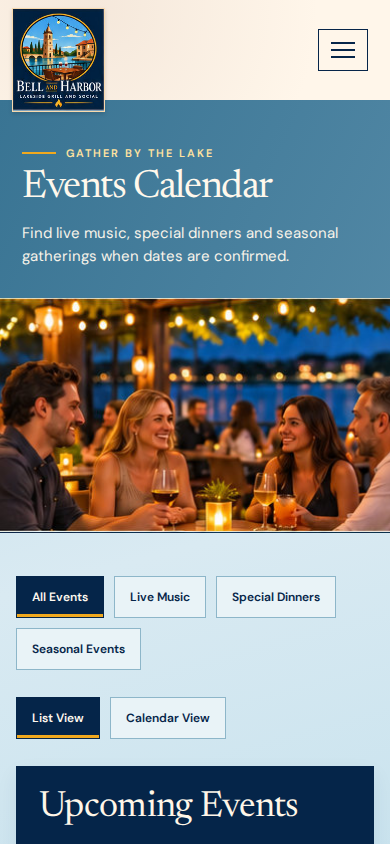 BELL AND HARBOR
LAKESIDE GRILL AND SOCIAL
GATHER BY THE LAKE
Events Calendar
Find live music, special dinners and seasonal
gatherings when dates are confirmed.
All Events
Live Music
Special Dinners
Seasonal Events
List View
Calendar View
Upcoming Events